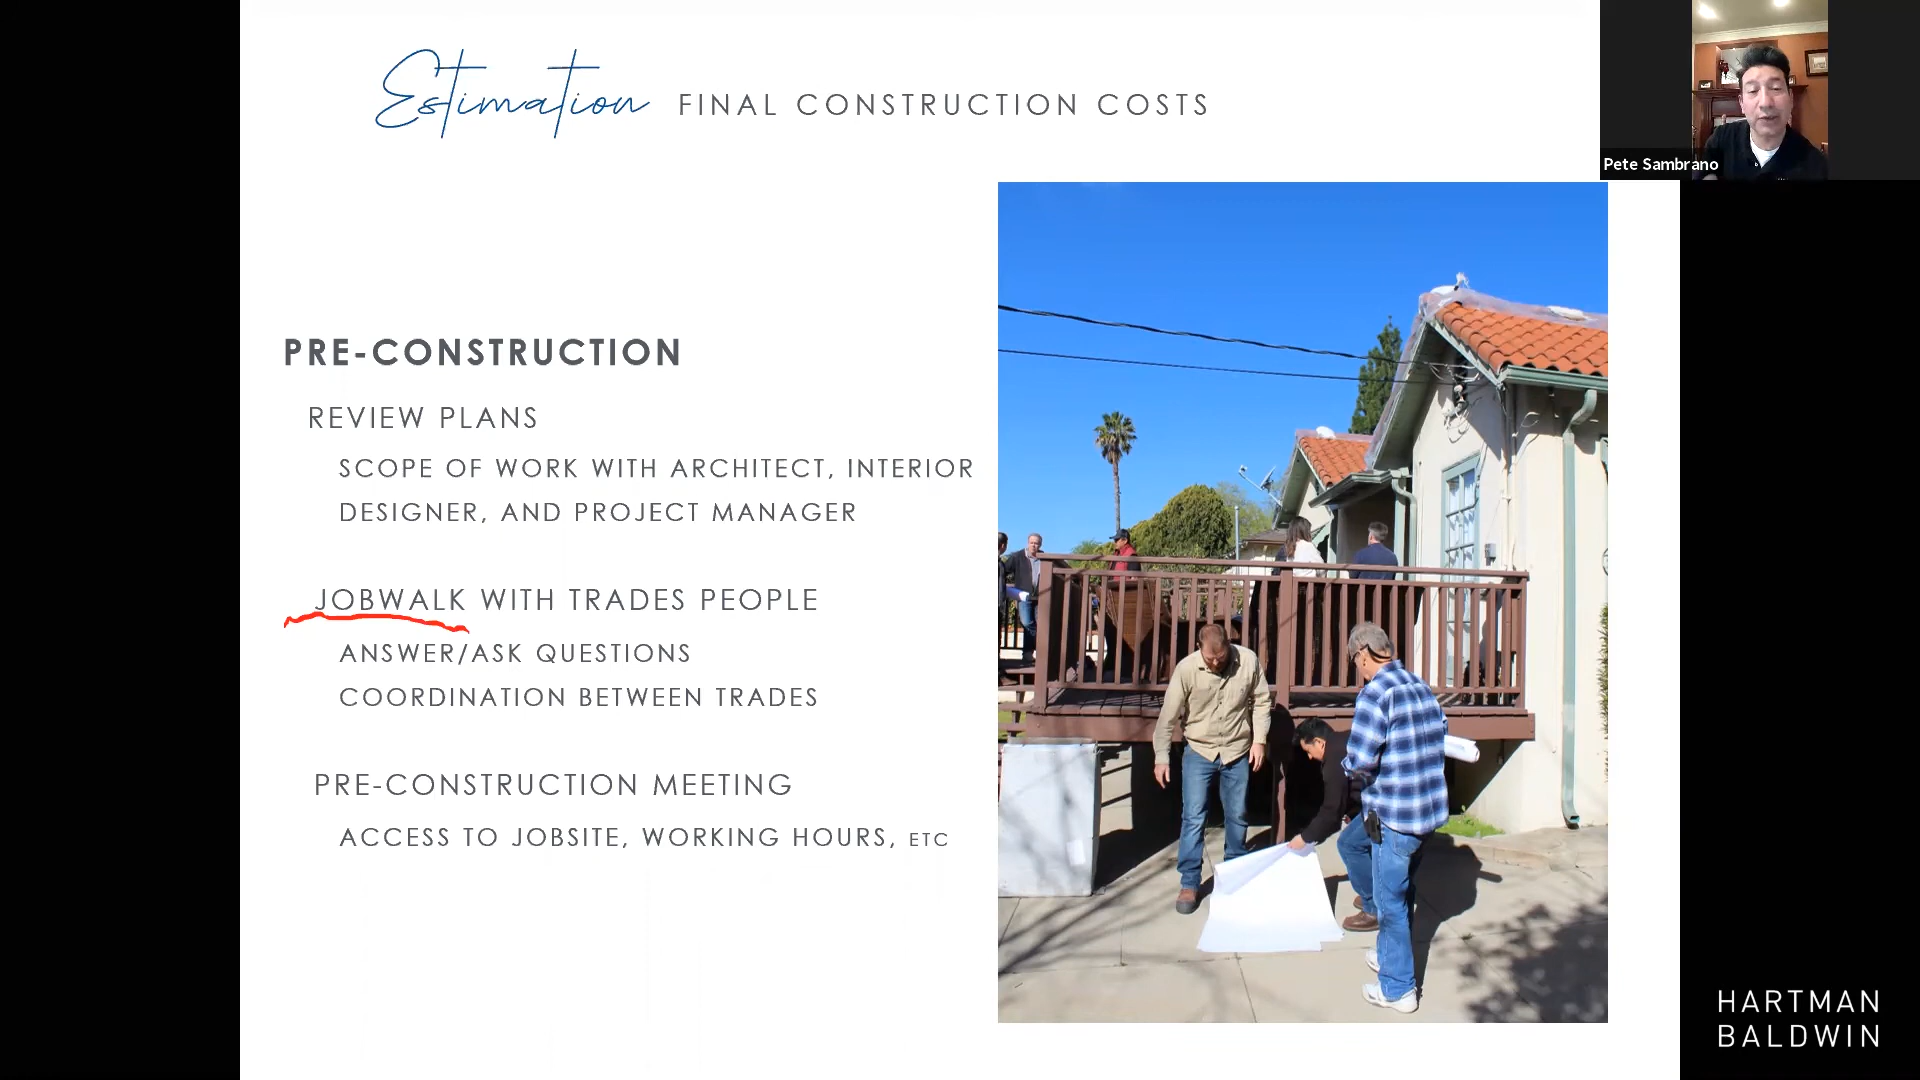 Estimation FINAL CONSTRUCTION COSTS
Pete Sambrano
PRE-CONSTRUCTION
REVIEW PLANS
SCOPE OF WORK WITH ARCHITECT, INTERIOR
DESIGNER, AND PROJECT MANAGER
JOBWALK WITH TRADES PEOPLE
ANSWER/ASK QUESTIONS
COORDINATION BETWEEN TRADES
PRE-CONSTRUCTION MEETING
ACCESS TO JOBSITE, WORKING HOURS, ETC
HARTMAN
BALDWIN